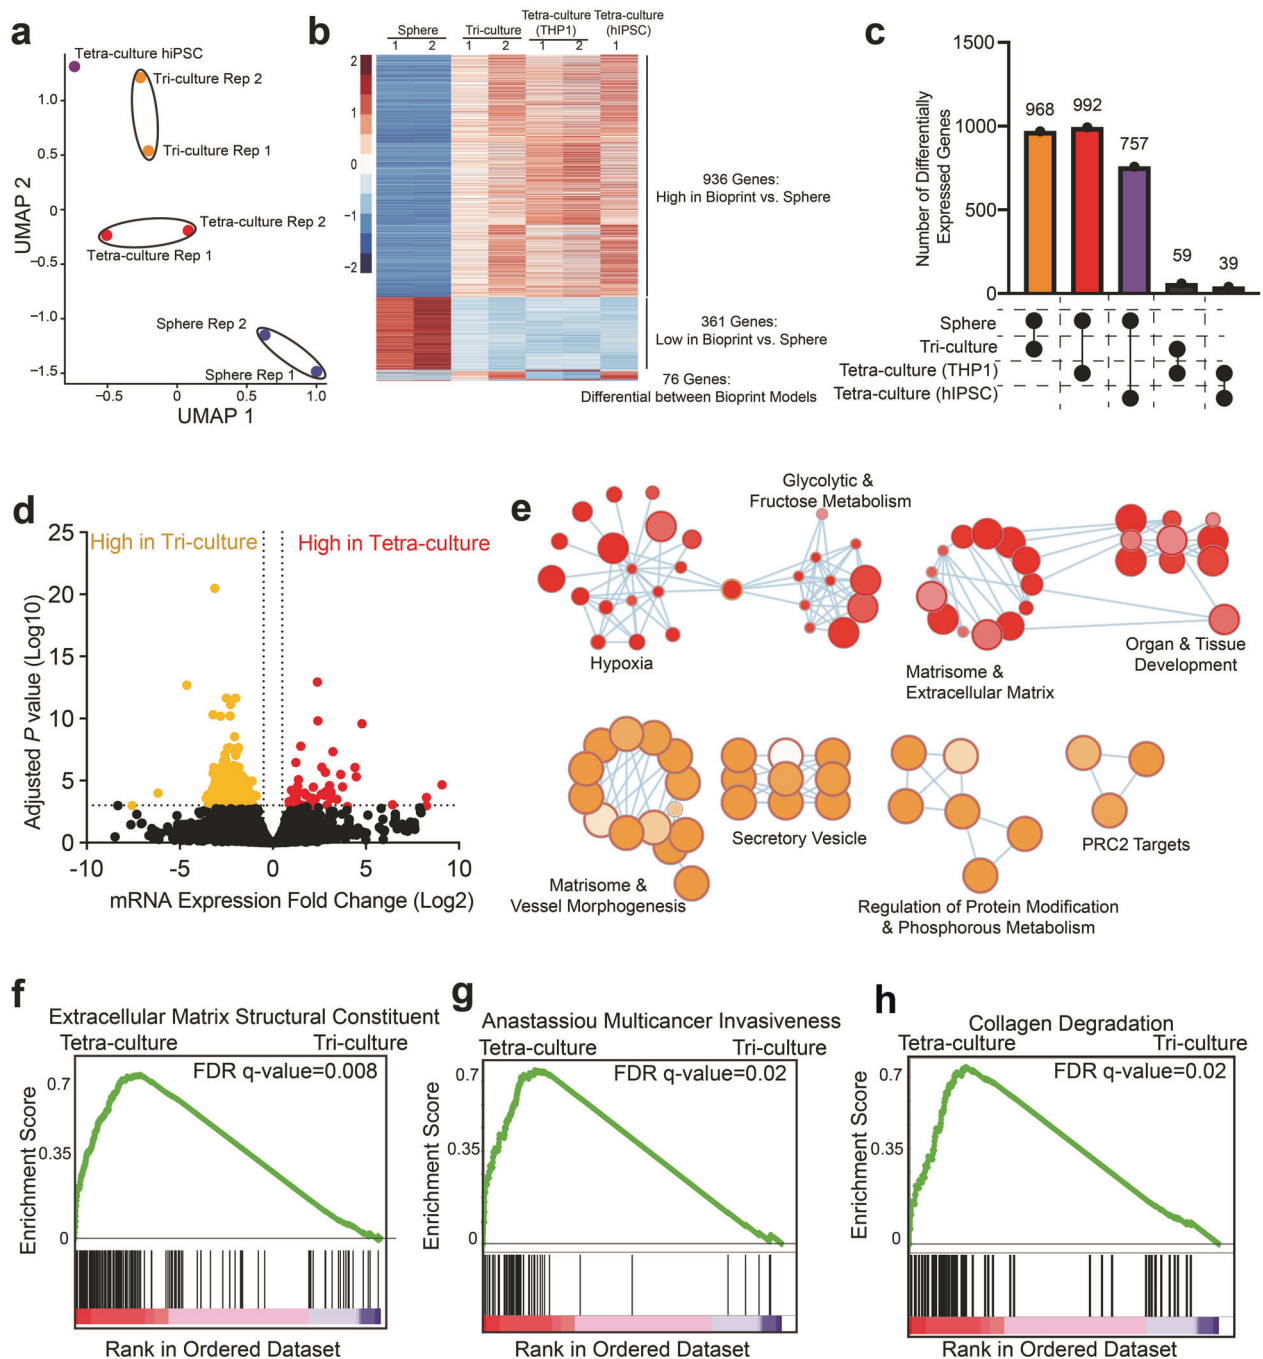 a
Tetra-culture hiPSC
Tri-culture Rep 2
Tri-culture Rep 1
Tetra-culture Rep 2
Tetra-culture Rep 1
Sphere Rep 2
Sphere Rep 1
1.0
0.5
0
−0.5
−1.0
−1.5
UMAP 2
−0.5
0
0.5
1.0
UMAP 1
b
Sphere
Tri-culture
Tetra-culture
(THP1)
Tetra-culture
(hIPSC)
1 2 1 2 1 2 1
2
1
0
−1
−2
936 Genes:
High in Bioprint vs. Sphere
361 Genes:
Low in Bioprint vs. Sphere
76 Genes:
Differential between Bioprint Models
c
Number of Differentially
Expressed Genes
1500
1000
500
0
968
992
757
59
39
Sphere
Tri-culture
Tetra-culture (THP1)
Tetra-culture (hIPSC)
d
High in Tri-culture
High in Tetra-culture
Adjusted P value (Log10)
25
20
15
10
5
0
-10
-5
0
5
10
mRNA Expression Fold Change (Log2)
e
Glycolytic &
Fructose Metabolism
Hypoxia
Matrisome &
Extracellular Matrix
Organ & Tissue
Development
Matrisome &
Vessel Morphogenesis
Secretory Vesicle
Regulation of Protein Modification
& Phosphorous Metabolism
PRC2 Targets
f
Extracellular Matrix Structural Constituent
Tetra-culture
Tri-culture
FDR q-value=0.008
Enrichment Score
0.7
0.35
0
Rank in Ordered Dataset
g
Anastassiou Multicancer Invasiveness
Tetra-culture
Tri-culture
FDR q-value=0.02
Enrichment Score
0.7
0.35
0
Rank in Ordered Dataset
h
Collagen Degradation
Tetra-culture
Tri-culture
FDR q-value=0.02
Enrichment Score
0.7
0.35
0
Rank in Ordered Dataset